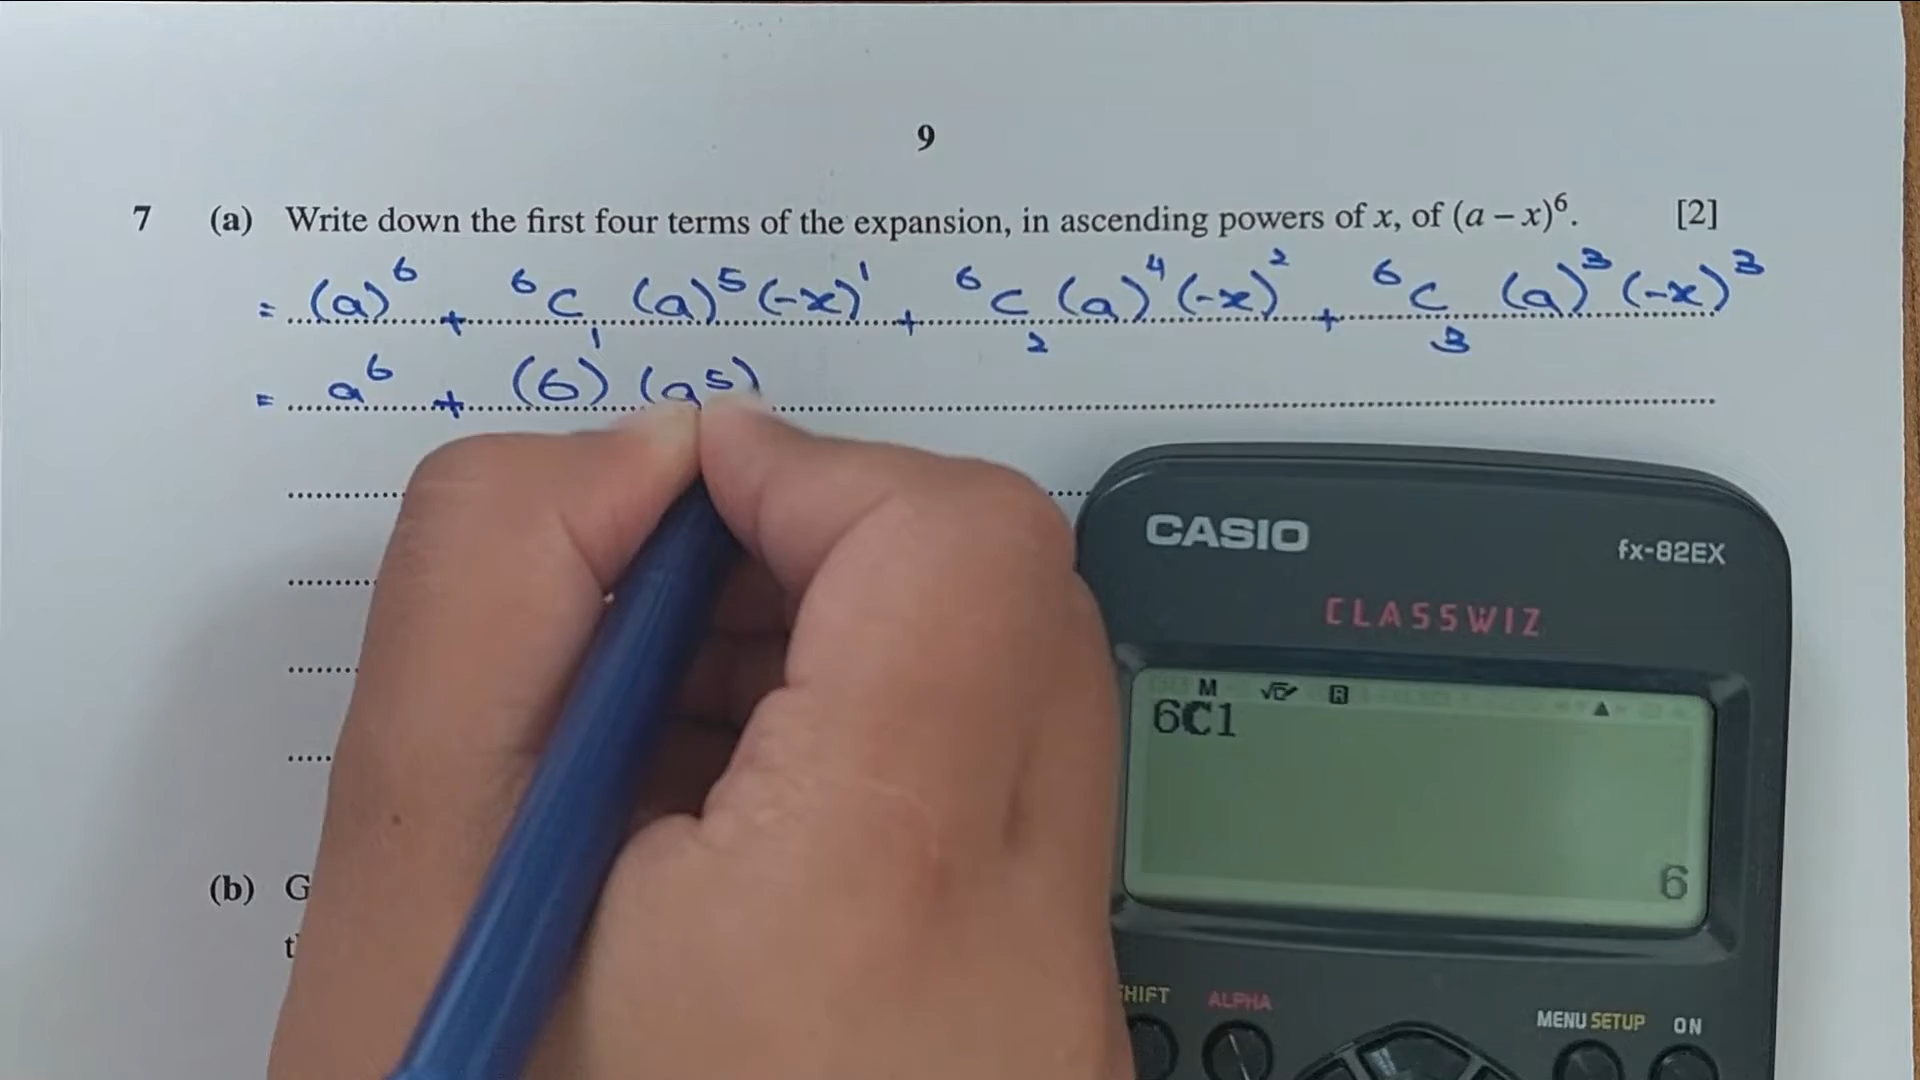 9
7 (a) Write down the first four terms of the expansion, in ascending powers of x, of (a – x)⁶. [2]
= (a)⁶ + ⁶C₁ (a)⁵(-x)¹ + ⁶C₂ (a)⁴(-x)² + ⁶C₃ (a)³(-x)³
= a⁶ + (6) (a⁵)
CASIO fx-82EX
CLASSWIZ
M √ R ▲
6C1
6
(b) G
SHIFT ALPHA MENU SETUP ON